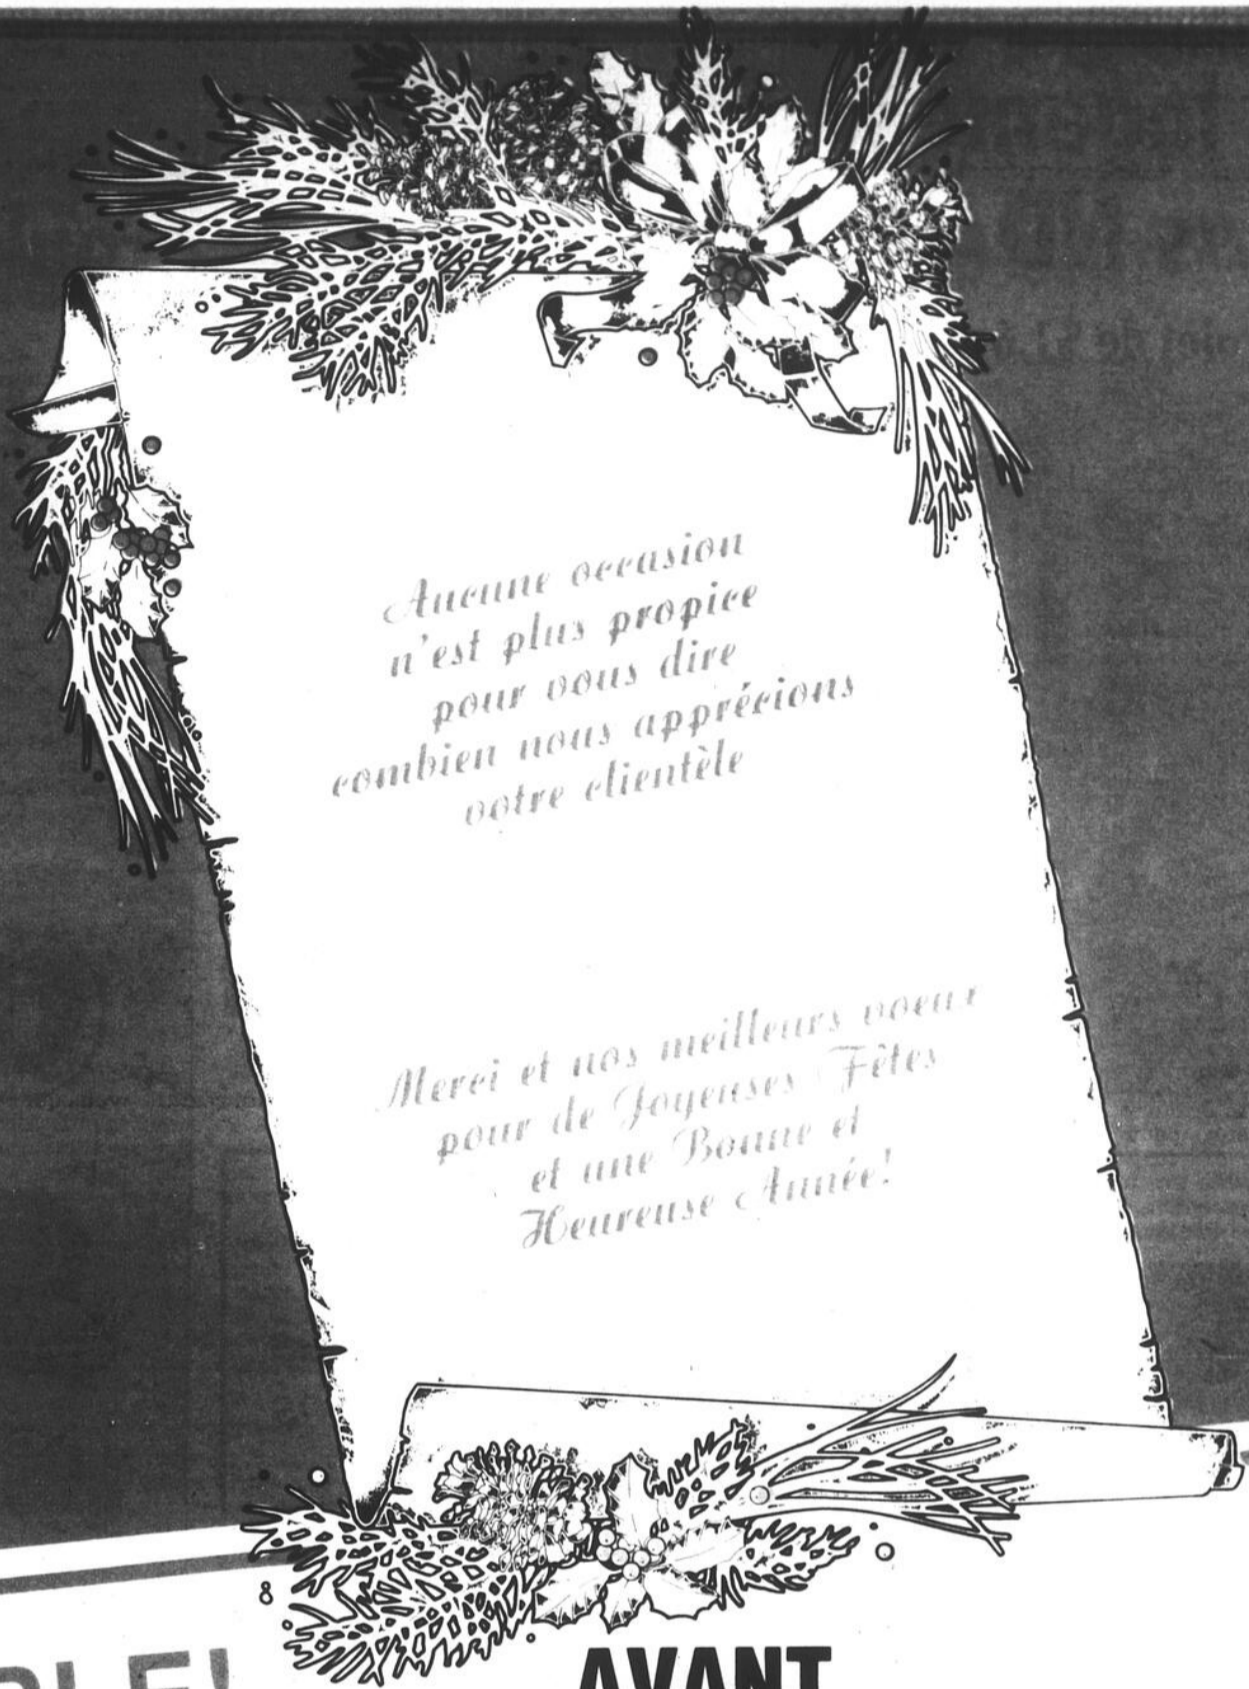 Aucune occasion
n'est plus propice
pour vous dire
combien nous apprécions
votre clientèle
Merci et nos meilleurs voeux
pour de Joyeuses Fêtes
et une Bonne et
Heureuse Année!
AVANT